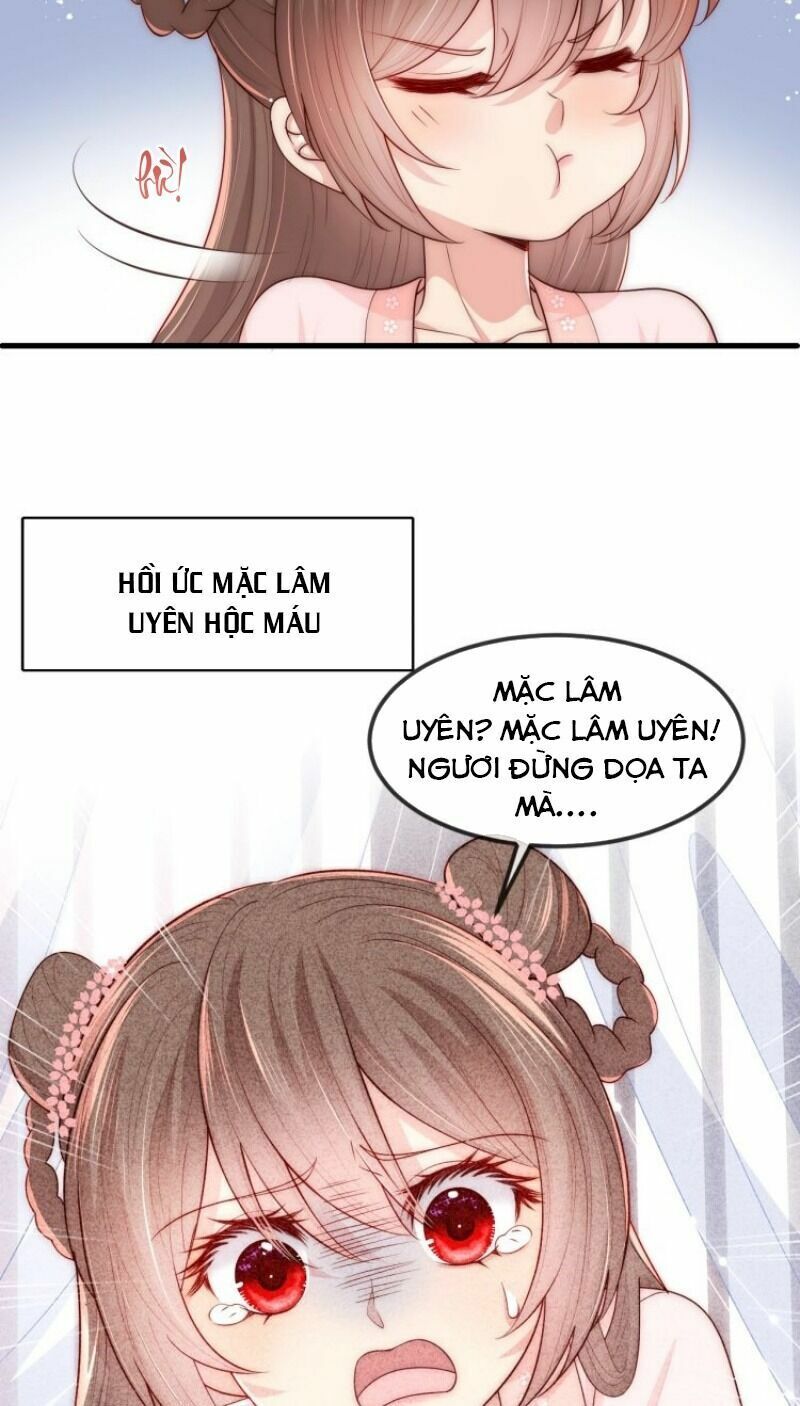 hừ!
HỒI ỨC MẶC LÂM
UYÊN HỘC MÁU
MẶC LÂM
UYÊN? MẶC LÂM UYÊN!
NGƯƠI ĐỪNG DỌA TA
MÀ....